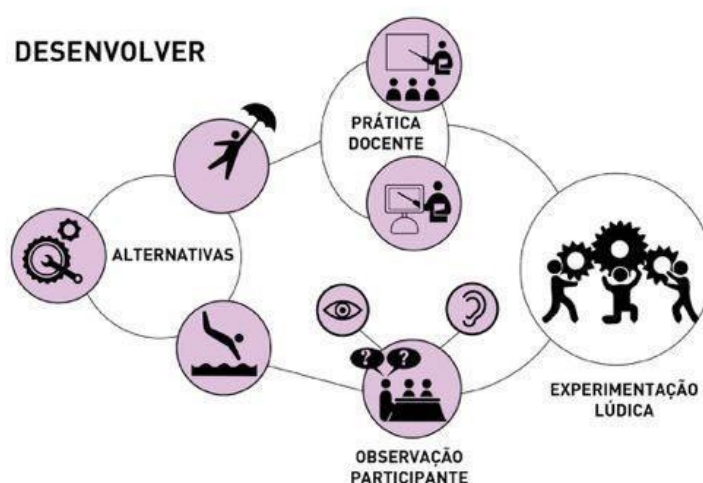 DESENVOLVER
PRÁTICA
DOCENTE
ALTERNATIVAS
? ?
EXPERIMENTAÇÃO
LÚDICA
OBSERVAÇÃO
PARTICIPANTE